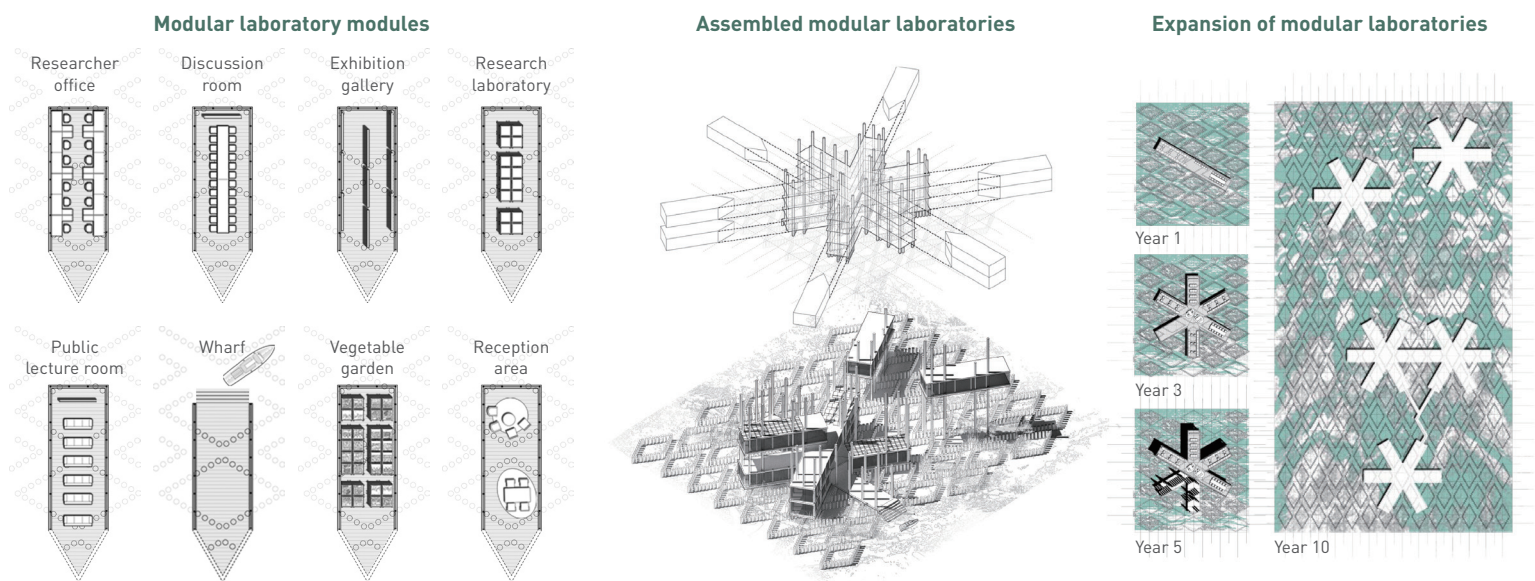 Modular laboratory modules
Researcher
office
Discussion
room
Exhibition
gallery
Research
laboratory
Public
lecture room
Wharf
Vegetable
garden
Reception
area
Assembled modular laboratories
Expansion of modular laboratories
Year 1
Year 3
Year 5
Year 10